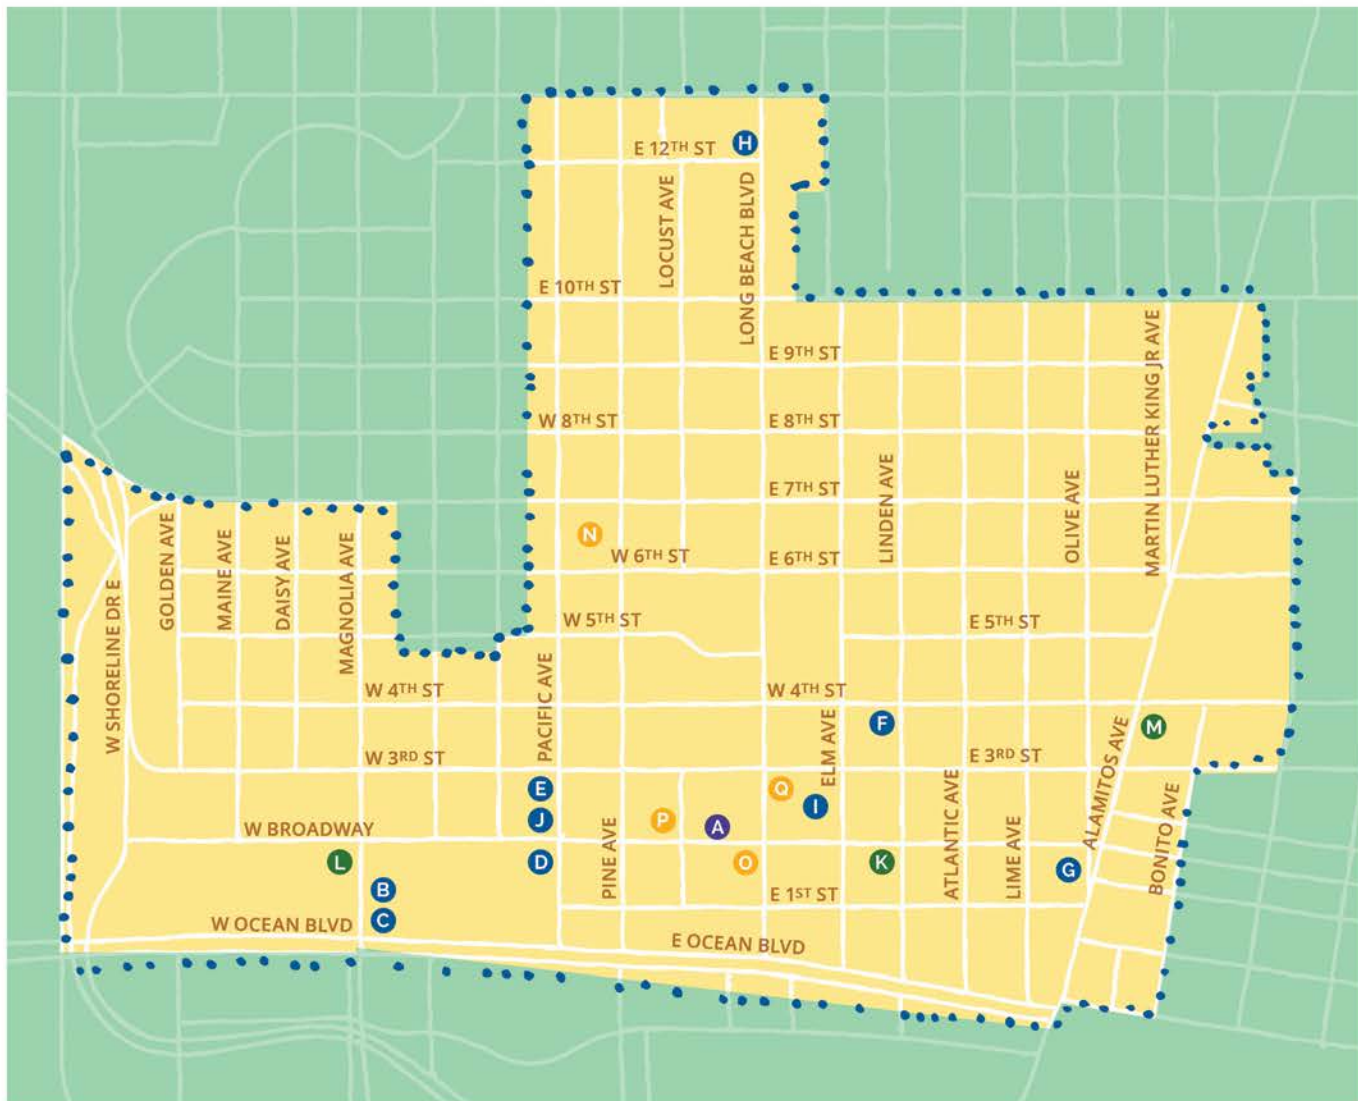 E 12TH ST
H
LOCUST AVE
LONG BEACH BLVD
E 10TH ST
E 9TH ST
MARTIN LUTHER KING JR AVE
W 8TH ST
E 8TH ST
E 7TH ST
LINDEN AVE
OLIVE AVE
N
W 6TH ST
E 6TH ST
W SHORELINE DR E
GOLDEN AVE
MAINE AVE
DAISY AVE
MAGNOLIA AVE
W 5TH ST
E 5TH ST
PACIFIC AVE
W 4TH ST
W 4TH ST
F
M
ELM AVE
W 3RD ST
E 3RD ST
ALAMITOS AVE
E
Q
I
J
P
A
W BROADWAY
PINE AVE
ATLANTIC AVE
LIME AVE
BONITO AVE
L
D
O
K
G
B
E 1ST ST
C
W OCEAN BLVD
E OCEAN BLVD